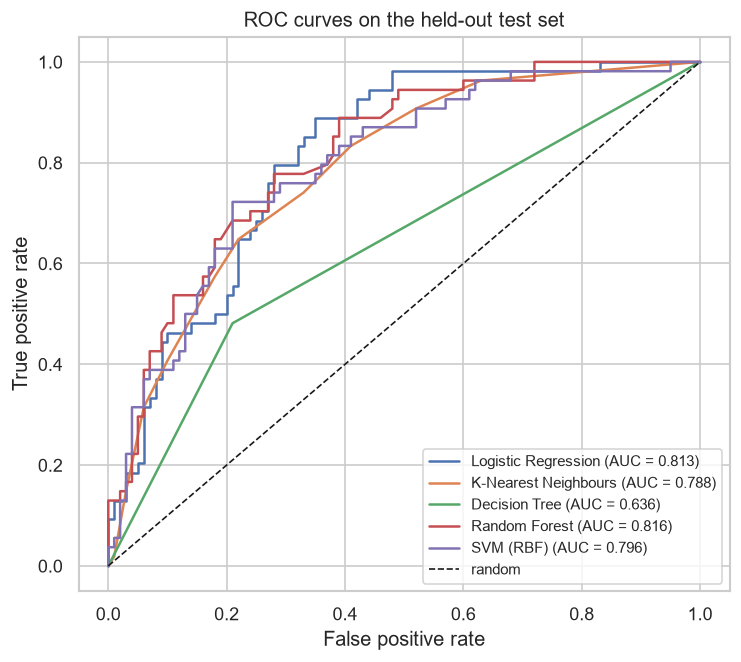 ROC curves on the held-out test set
True positive rate
1.0
0.8
0.6
0.4
0.2
0.0
Logistic Regression (AUC = 0.813)
K-Nearest Neighbours (AUC = 0.788)
Decision Tree (AUC = 0.636)
Random Forest (AUC = 0.816)
SVM (RBF) (AUC = 0.796)
random
0.0 0.2 0.4 0.6 0.8 1.0
False positive rate